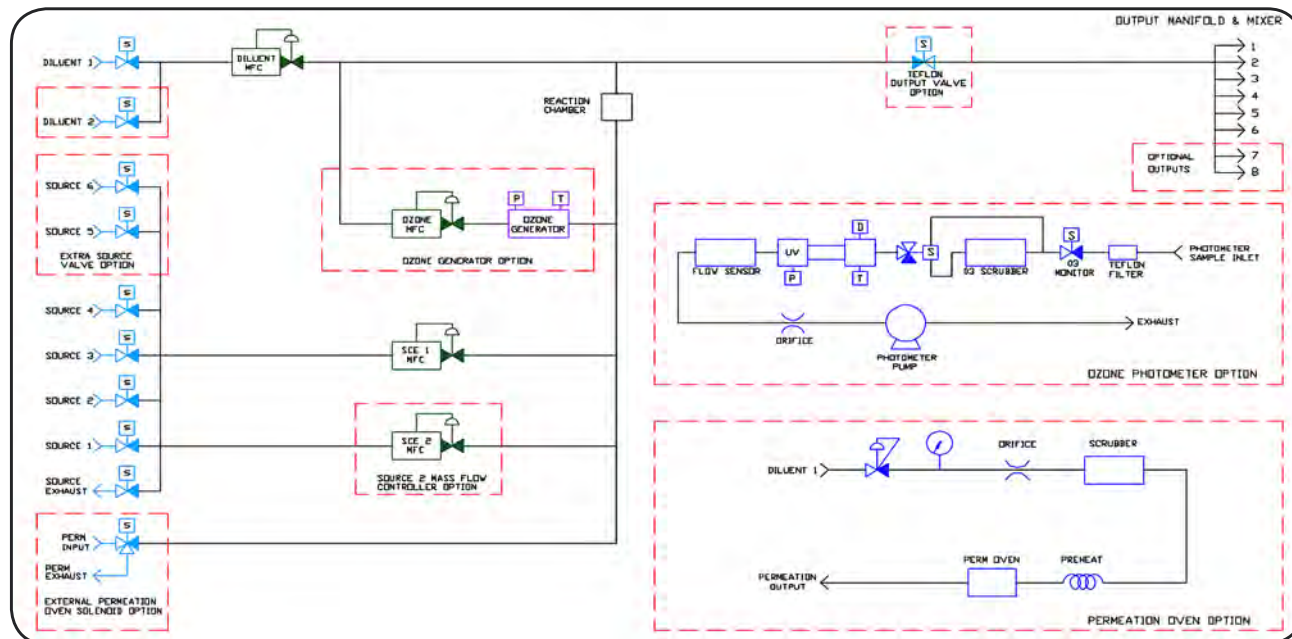 OUTPUT MANIFOLD & MIXER
S
DILUENT 1
DILUENT
MFC
S
TEFLON
OUTPUT VALVE
OPTION
1
2
3
4
5
6
OPTIONAL
OUTPUTS
7
8
S
DILUENT 2
REACTION
CHAMBER
S
SOURCE 6
S
SOURCE 5
EXTRA SOURCE
VALVE OPTION
OZONE
MFC
P
T
OZONE
GENERATOR
OZONE GENERATOR OPTION
S
SOURCE 4
S
SOURCE 3
SCE 1
MFC
S
SOURCE 2
S
SOURCE 1
SCE 2
MFC
SOURCE 2 MASS FLOW
CONTROLLER OPTION
S
SOURCE
EXHAUST
S
PERM
INPUT
PERM
EXHAUST
EXTERNAL PERMEATION
OVEN SOLENOID OPTION
FLOW SENSOR
UV
P
D
T
S
O3 SCRUBBER
S
O3
MONITOR
TEFLON
FILTER
PHOTOMETER
SAMPLE INLET
ORIFICE
PHOTOMETER
PUMP
EXHAUST
OZONE PHOTOMETER OPTION
DILUENT 1
ORIFICE
SCRUBBER
PERMEATION
OUTPUT
PERM OVEN
PREHEAT
PERMEATION OVEN OPTION